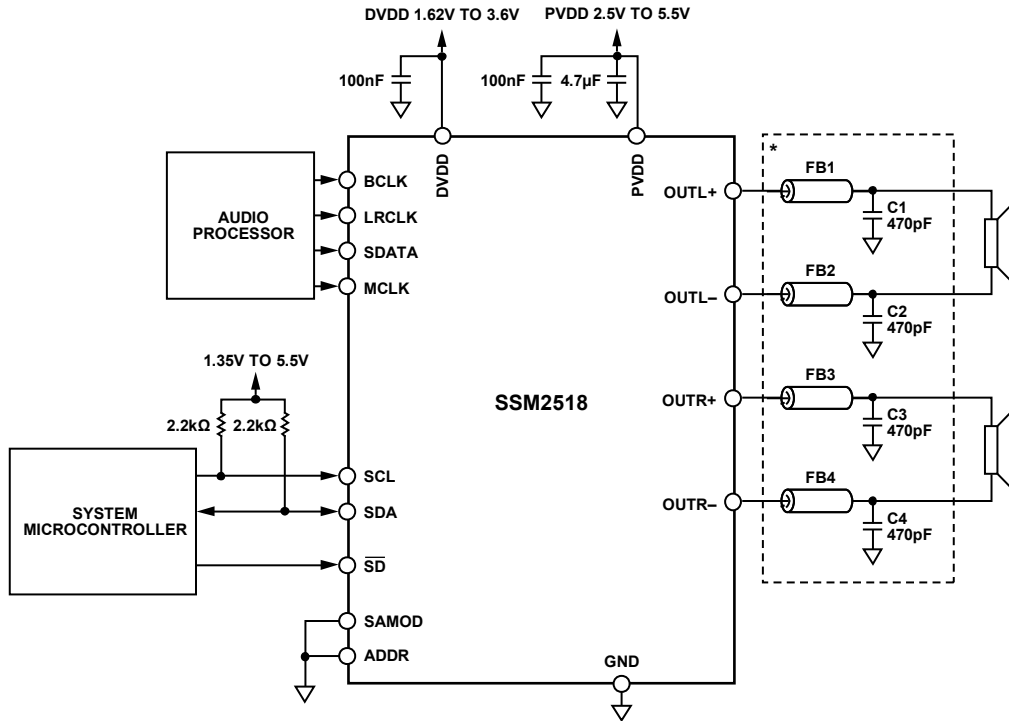 DVDD 1.62V TO 3.6V
PVDD 2.5V TO 5.5V
100nF
100nF
4.7µF
DVDD
PVDD
AUDIO
PROCESSOR
BCLK
LRCLK
SDATA
MCLK
1.35V TO 5.5V
2.2kΩ
2.2kΩ
SYSTEM
MICROCONTROLLER
SCL
SDA
SD
SAMOD
ADDR
SSM2518
GND
OUTL+
OUTL–
OUTR+
OUTR–
*
FB1
C1
470pF
FB2
C2
470pF
FB3
C3
470pF
FB4
C4
470pF